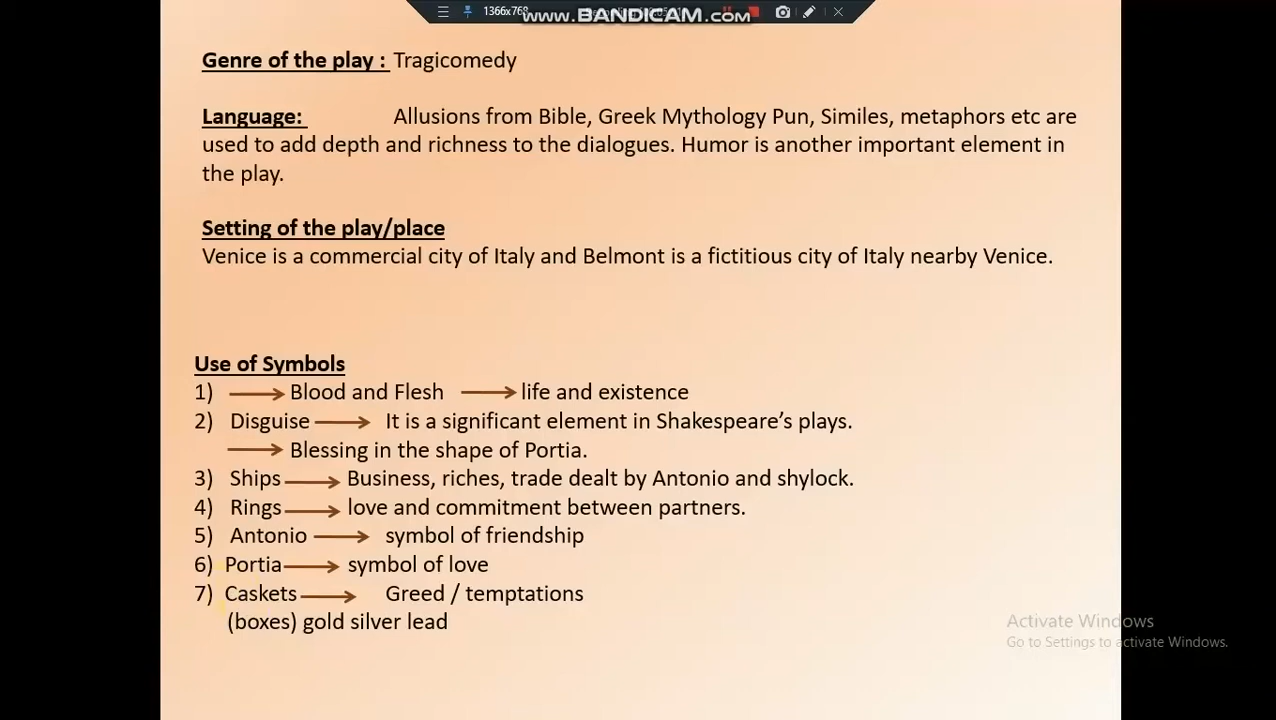 1366x768
www.BANDICAM.com
Genre of the play : Tragicomedy
Language: Allusions from Bible, Greek Mythology Pun, Similes, metaphors etc are
used to add depth and richness to the dialogues. Humor is another important element in
the play.
Setting of the play/place
Venice is a commercial city of Italy and Belmont is a fictitious city of Italy nearby Venice.
Use of Symbols
1) → Blood and Flesh → life and existence
2) Disguise → It is a significant element in Shakespeare’s plays.
→ Blessing in the shape of Portia.
3) Ships → Business, riches, trade dealt by Antonio and shylock.
4) Rings → love and commitment between partners.
5) Antonio → symbol of friendship
6) Portia → symbol of love
7) Caskets → Greed / temptations
(boxes) gold silver lead
Activate Windows
Go to Settings to activate Windows.